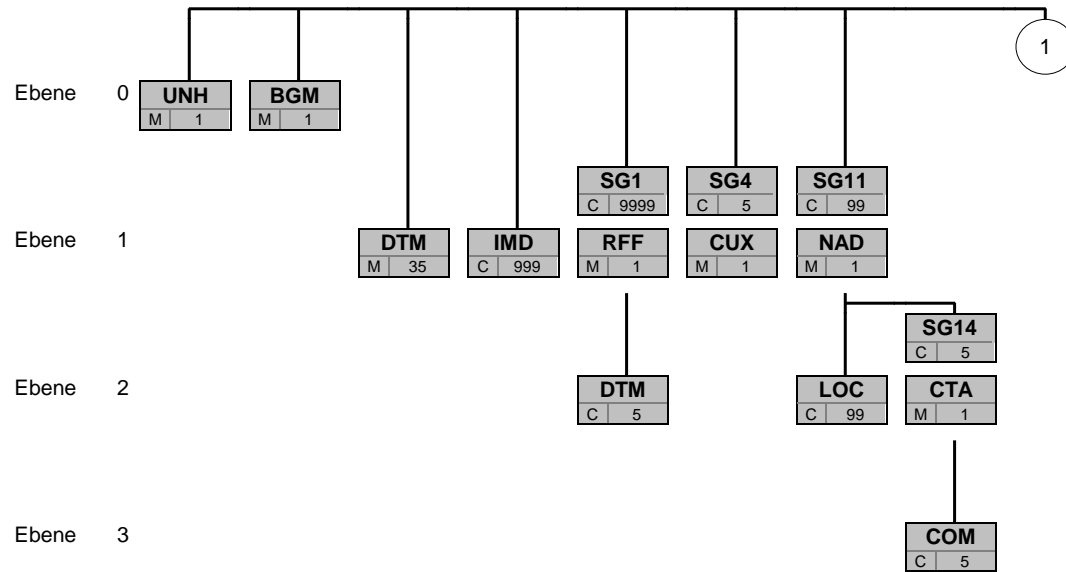 1
Ebene 0 UNH BGM
M 1 M 1
SG1 SG4 SG11
C 9999 C 5 C 99
Ebene 1 DTM IMD RFF CUX NAD
M 35 C 999 M 1 M 1 M 1
SG14
C 5
Ebene 2 DTM LOC CTA
C 5 C 99 M 1
Ebene 3 COM
C 5